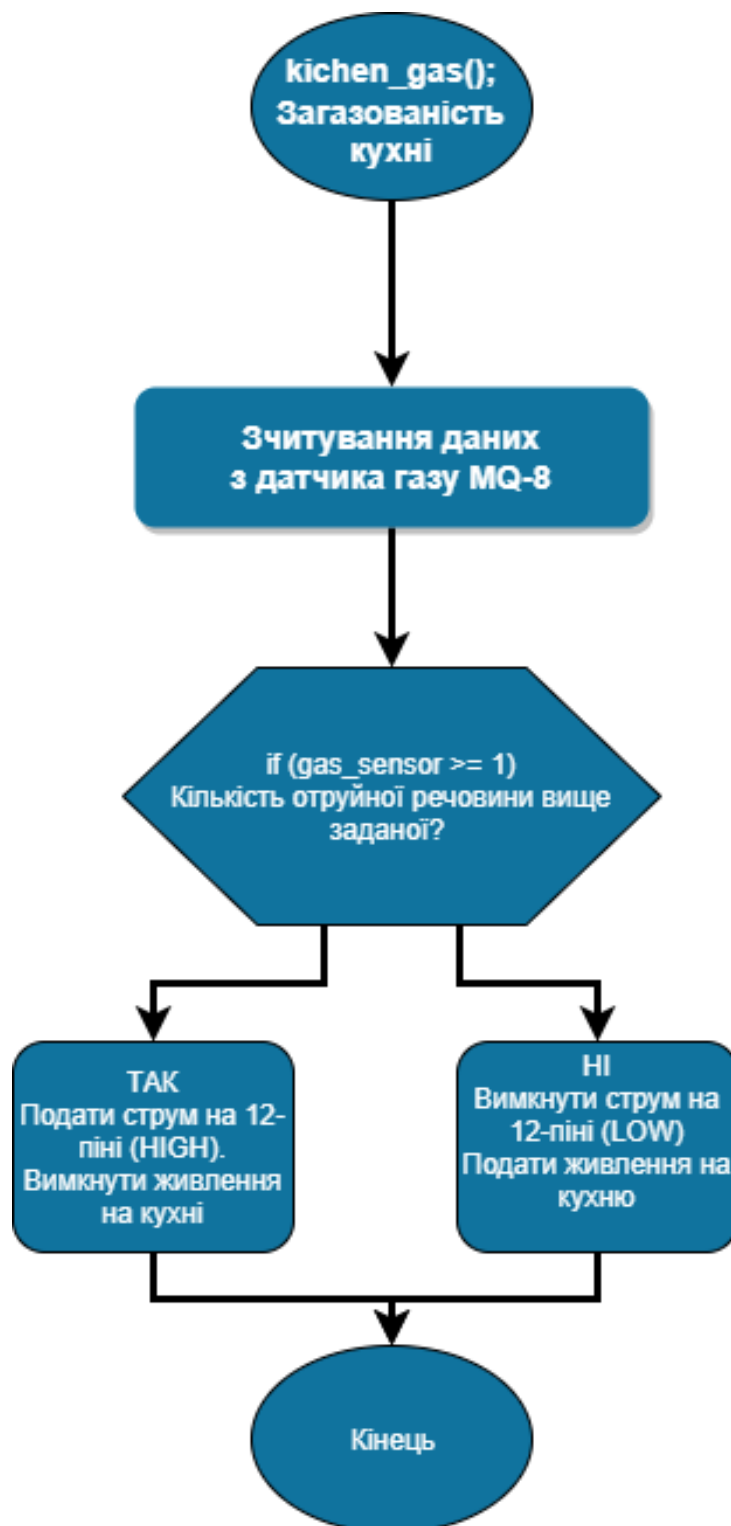 kichen_gas();
Загазованість
кухні
Зчитування даних
з датчика газу MQ-8
if (gas_sensor >= 1)
Кількість отруйної речовини вище
заданої?
ТАК
Подати струм на 12-
піні (HIGH).
Вимкнути живлення
на кухні
НІ
Вимкнути струм на
12-піні (LOW)
Подати живлення на
кухню
Кінець